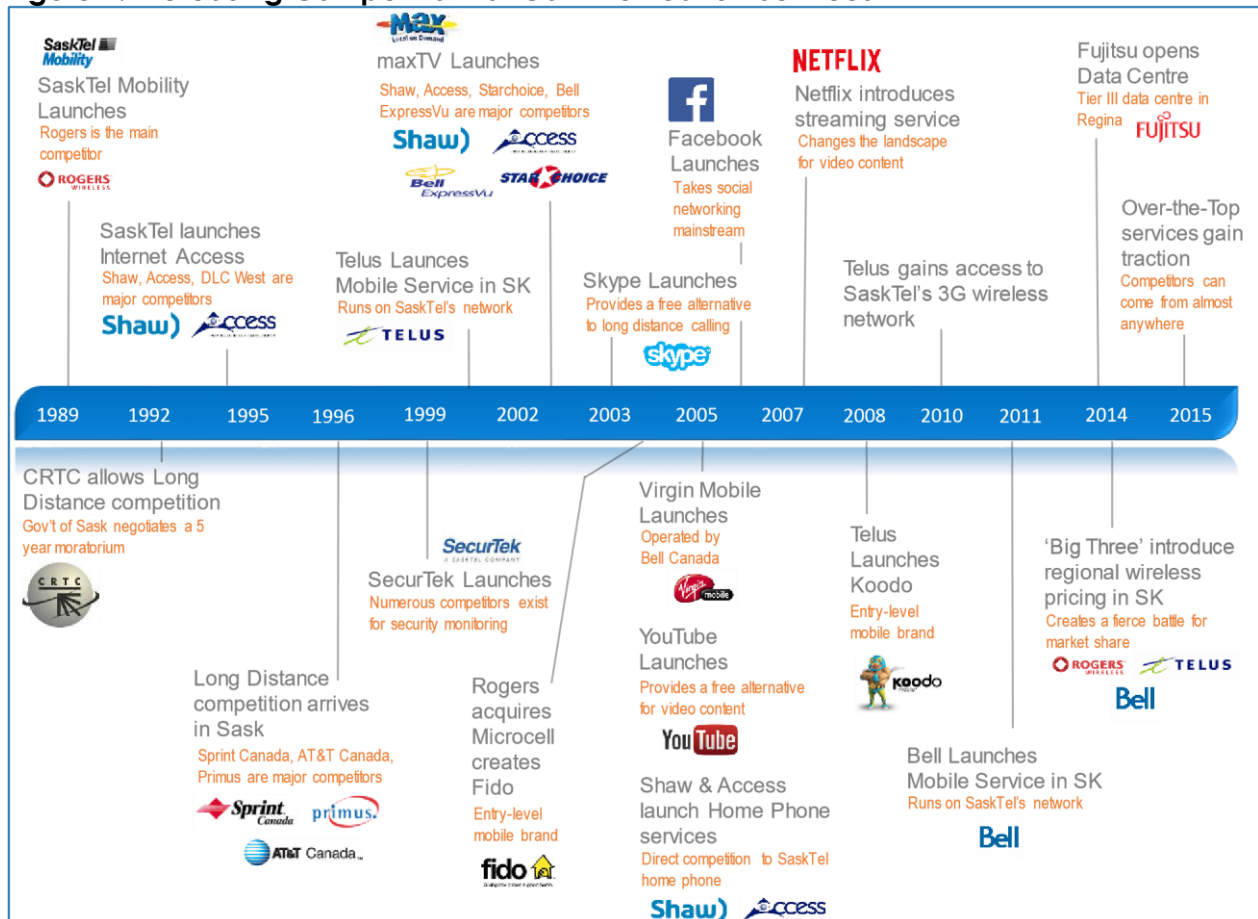 SaskTel
Mobility
SaskTel Mobility
Launches
Rogers is the main
competitor
ROGERS
WIRELESS
max
Local on Demand
maxTV Launches
Shaw, Access, Starchoice, Bell
ExpressVu are major competitors
Shaw)
Access
Bell
ExpressVu
STAR CHOICE
Facebook
Launches
Takes social
networking
mainstream
NETFLIX
Netflix introduces
streaming service
Changes the landscape
for video content
Fujitsu opens
Data Centre
Tier III data centre in
Regina
FUJITSU
SaskTel launches
Internet Access
Shaw, Access, DLC West are
major competitors
Shaw)
Access
Telus Launces
Mobile Service in SK
Runs on SaskTel's network
TELUS
Skype Launches
Provides a free alternative
to long distance calling
skype
Telus gains access to
SaskTel's 3G wireless
network
Over-the-Top
services gain
traction
Competitors can
come from almost
anywhere
1989 1992 1995 1996 1999 2002 2003 2005 2007 2008 2010 2011 2014 2015
CRTC allows Long
Distance competition
Gov't of Sask negotiates a 5
year moratorium
CRTC
Long Distance
competition arrives
in Sask
Sprint Canada, AT&T Canada,
Primus are major competitors
Sprint
Canada
primus
AT&T Canada
SecurTek
A SASKTEL COMPANY
SecurTek Launches
Numerous competitors exist
for security monitoring
Rogers
acquires
Microcell
creates
Fido
Entry-level
mobile brand
fido
Virgin Mobile
Launches
Operated by
Bell Canada
Virgin mobile
YouTube
Launches
Provides a free alternative
for video content
YouTube
Shaw & Access
launch Home Phone
services
Direct competition to SaskTel
home phone
Shaw)
Access
Telus
Launches
Koodo
Entry-level
mobile brand
koodo
Bell Launches
Mobile Service in SK
Runs on SaskTel's network
Bell
'Big Three' introduce
regional wireless
pricing in SK
Creates a fierce battle for
market share
ROGERS
WIRELESS
TELUS
Bell